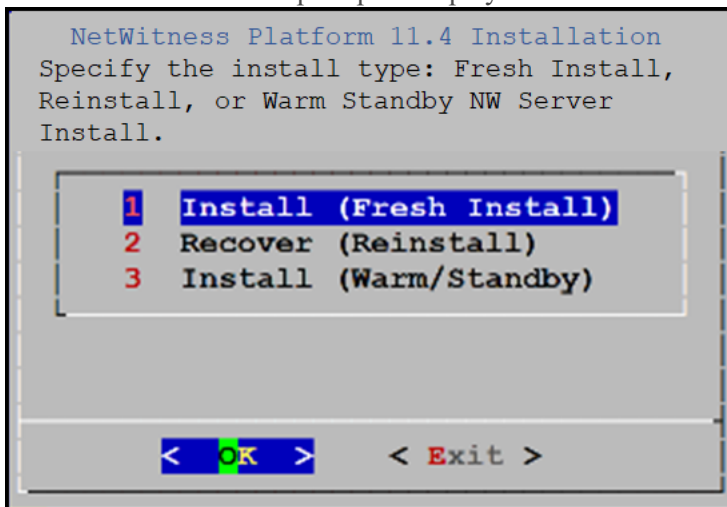 NetWitness Platform 11.4 Installation
Specify the install type: Fresh Install,
Reinstall, or Warm Standby NW Server
Install.
1 Install (Fresh Install)
2 Recover (Reinstall)
3 Install (Warm/Standby)
< OK > < Exit >